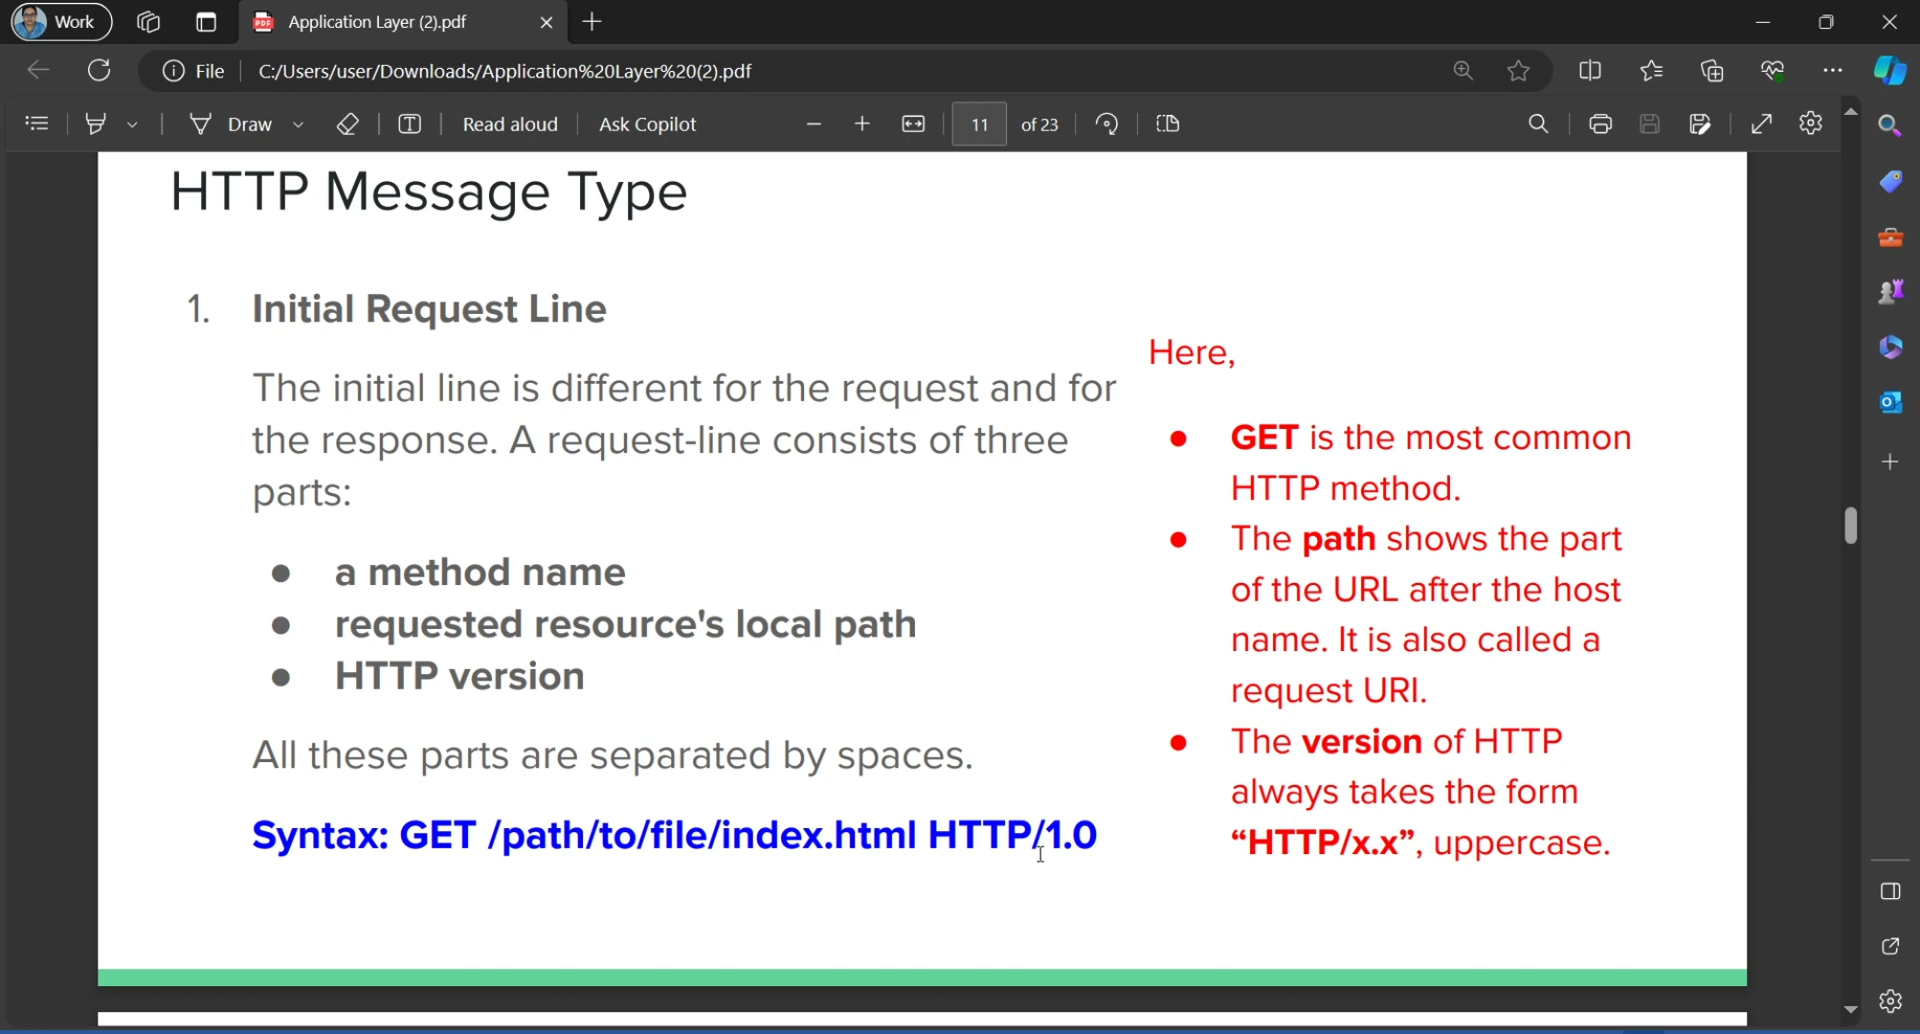 Work
Application Layer (2).pdf
File
C:/Users/user/Downloads/Application%20Layer%20(2).pdf
Draw
Read aloud
Ask Copilot
11
of 23
HTTP Message Type
1. Initial Request Line
The initial line is different for the request and for
the response. A request-line consists of three
parts:
● a method name
● requested resource's local path
● HTTP version
All these parts are separated by spaces.
Syntax: GET /path/to/file/index.html HTTP/1.0
Here,
● GET is the most common
HTTP method.
● The path shows the part
of the URL after the host
name. It is also called a
request URI.
● The version of HTTP
always takes the form
“HTTP/x.x”, uppercase.